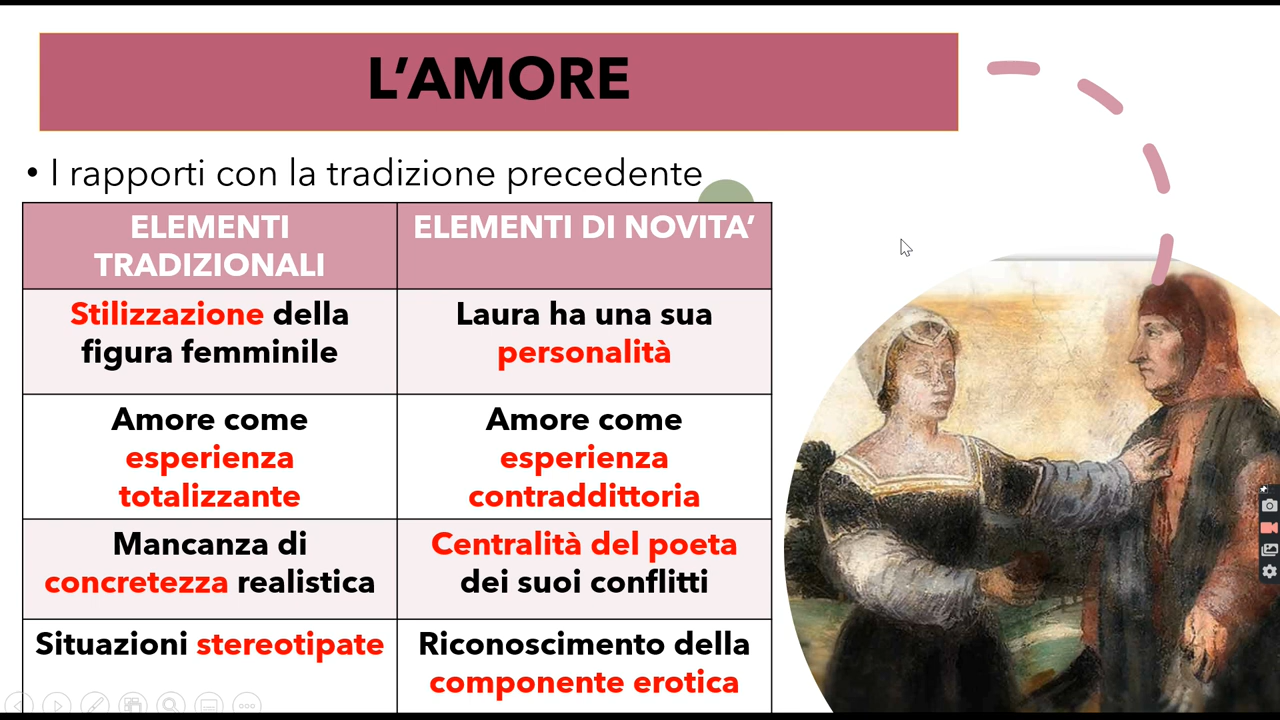 L'AMORE
• I rapporti con la tradizione precedente
ELEMENTI
TRADIZIONALI
ELEMENTI DI NOVITA'
Stilizzazione della
figura femminile
Laura ha una sua
personalità
Amore come
esperienza
totalizzante
Amore come
esperienza
contraddittoria
Mancanza di
concretezza realistica
Centralità del poeta
dei suoi conflitti
Situazioni stereotipate
Riconoscimento della
componente erotica